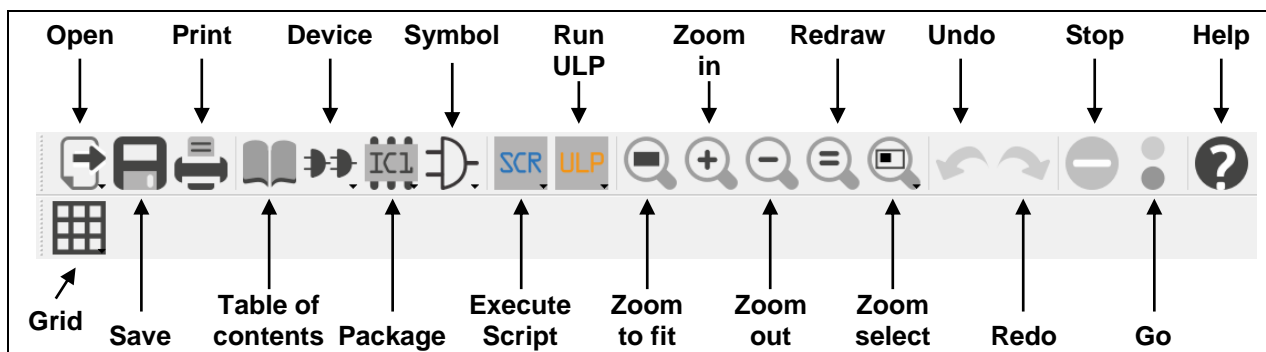 Open Print Device Symbol Run Zoom Redraw Undo Stop Help
ULP in
IC1 SCR ULP ?
Table of Execute Zoom Zoom Zoom
Grid Save contents Package Script to fit out select Redo Go